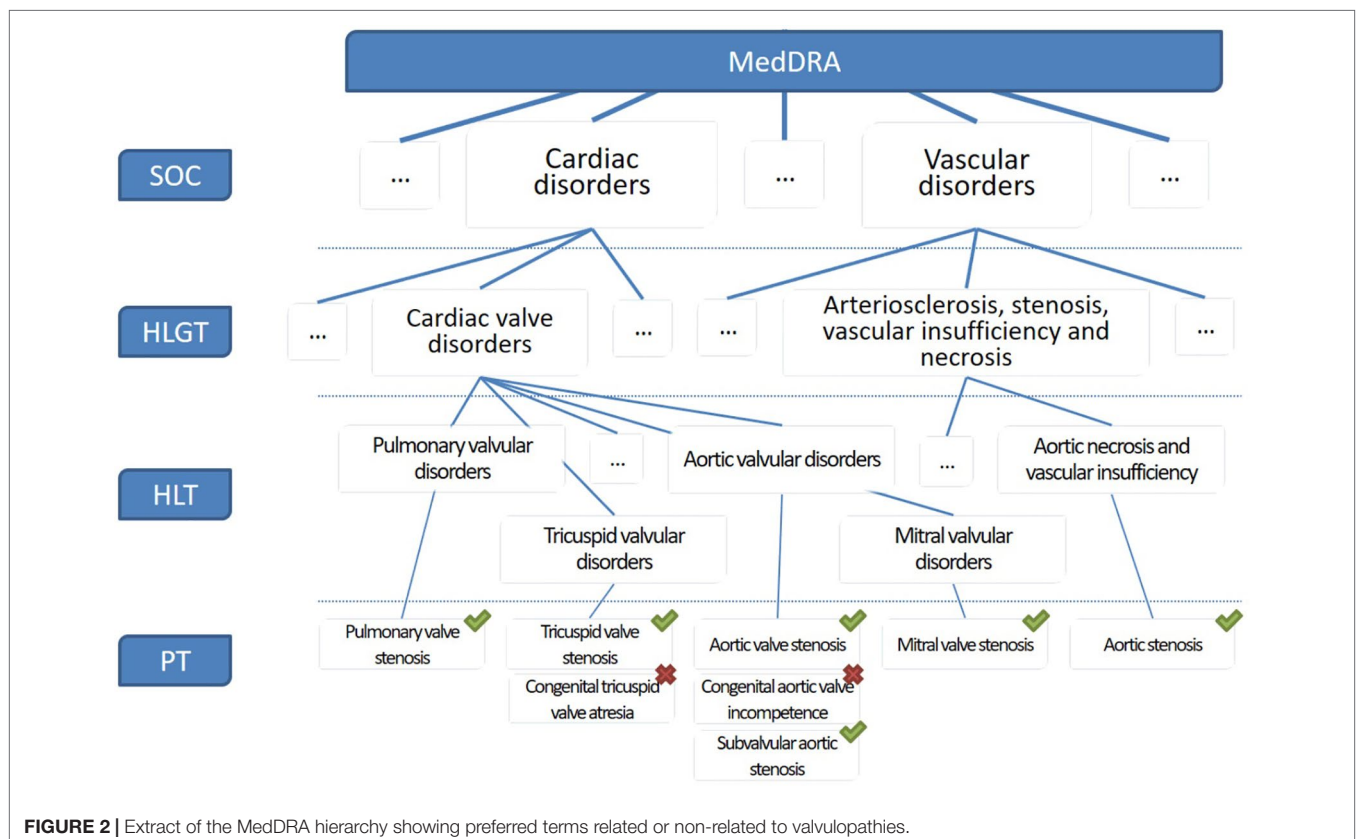 MedDRA
SOC
...
Cardiac
disorders
...
Vascular
disorders
...
HLGT
...
Cardiac valve
disorders
...
...
Arteriosclerosis, stenosis,
vascular insufficiency and
necrosis
...
HLT
Pulmonary valvular
disorders
...
Aortic valvular disorders
...
Aortic necrosis and
vascular insufficiency
Tricuspid valvular
disorders
Mitral valvular
disorders
PT
Pulmonary valve
stenosis
Tricuspid valve
stenosis
Congenital tricuspid
valve atresia
Aortic valve stenosis
Congenital aortic valve
incompetence
Subvalvular aortic
stenosis
Mitral valve stenosis
Aortic stenosis
FIGURE 2 | Extract of the MedDRA hierarchy showing preferred terms related or non-related to valvulopathies.